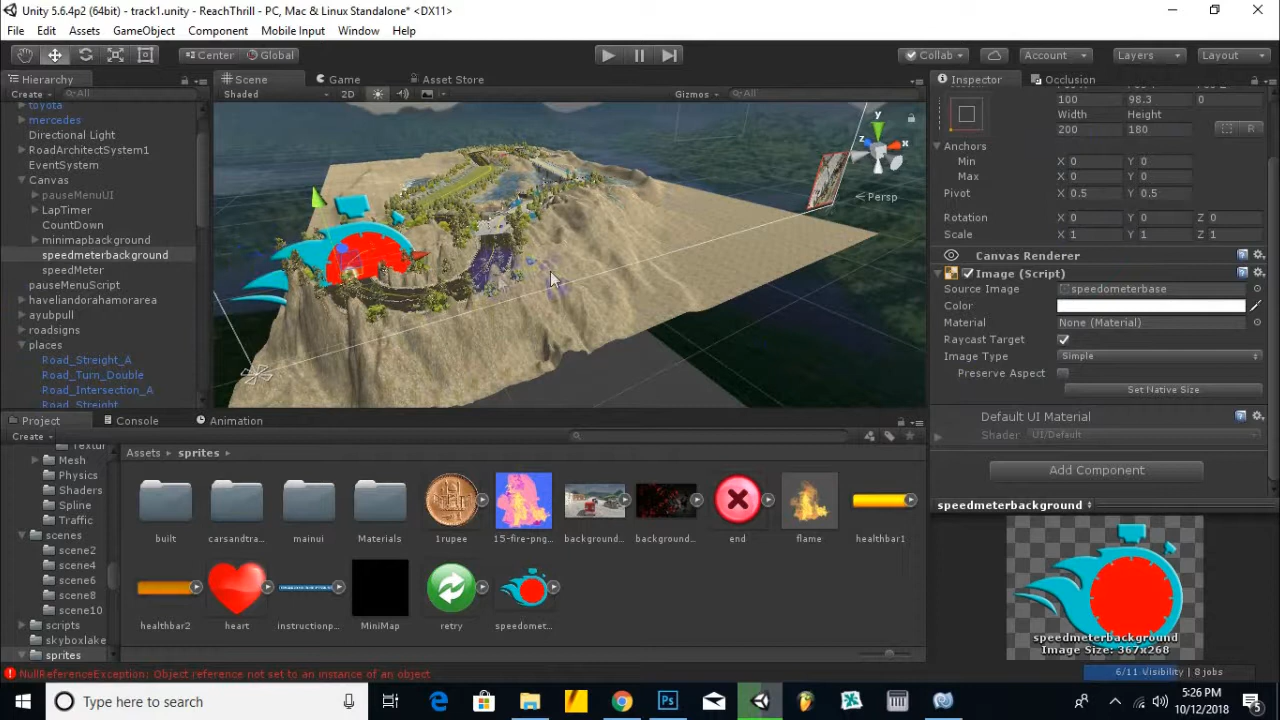 Unity 5.6.4p2 (64bit) - track1.unity - ReachThrill - PC, Mac & Linux Standalone* <DX11>
File Edit Assets GameObject Component Mobile Input Window Help
Center Global Collab Account Layers Layout
Hierarchy Scene Game Asset Store Inspector Occlusion
Create All Shaded 2D Gizmos All
toyota
mercedes
Directional Light
RoadArchitectSystem1
EventSystem
Canvas
pauseMenuUI
LapTimer
CountDown
minimapbackground
speedmeterbackground
speedMeter
pauseMenuScript
haveliandorahamorarea
ayubpull
roadsigns
places
Road_Streight_A
Road_Turn_Double
Road_Intersection_A
Road_Streight
y
x
z
Persp
100 98.3 0
Width Height
200 180
R
Anchors
Min X 0 Y 0
Max X 0 Y 0
Pivot X 0.5 Y 0.5
Rotation X 0 Y 0 Z 0
Scale X 1 Y 1 Z 1
Canvas Renderer
Image (Script)
Source Image speedometerbase
Color
Material None (Material)
Raycast Target
Image Type Simple
Preserve Aspect
Set Native Size
Default UI Material
Shader UI/Default
Add Component
speedmeterbackground
speedmeterbackground
Image Size: 367x268
Project Console Animation
Create
Mesh
Physics
Shaders
Spline
Traffic
scenes
scene2
scene4
scene6
scene8
scene10
scripts
skyboxlake
sprites
Assets sprites
built carsandtra... mainui Materials 1rupee 15-fire-png... background background... end flame healthbar1
healthbar2 heart instructionp... MiniMap retry speedomet...
NullReferenceException: Object reference not set to an instance of an object
6/11 Visibility | 8 jobs
Type here to search
5:26 PM
10/12/2018
5